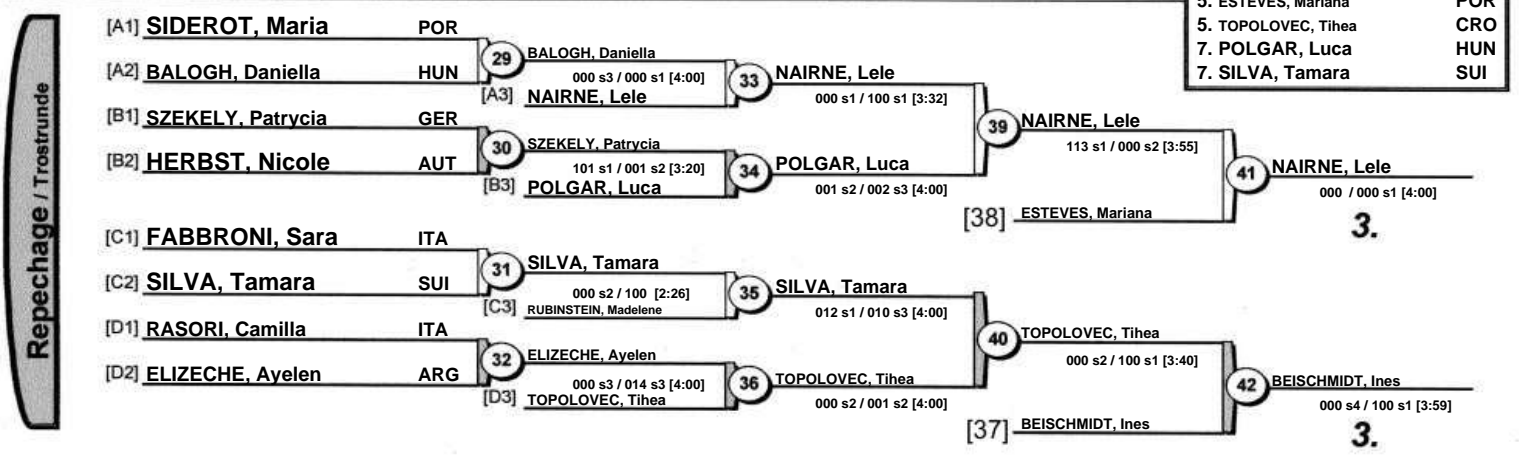 5. ESTEVES, Mariana POR
5. TOPOLOVEC, Tihea CRO
7. POLGAR, Luca HUN
7. SILVA, Tamara SUI
Repechage / Trostrunde
[A1] SIDEROT, Maria POR
[A2] BALOGH, Daniella HUN
29
BALOGH, Daniella
000 s3 / 000 s1 [4:00]
[A3] NAIRNE, Lele
33
NAIRNE, Lele
000 s1 / 100 s1 [3:32]
[B1] SZEKELY, Patrycia GER
[B2] HERBST, Nicole AUT
30
SZEKELY, Patrycia
101 s1 / 001 s2 [3:20]
[B3] POLGAR, Luca
34
POLGAR, Luca
001 s2 / 002 s3 [4:00]
39
NAIRNE, Lele
113 s1 / 000 s2 [3:55]
[38] ESTEVES, Mariana
41
NAIRNE, Lele
000 / 000 s1 [4:00]
3.
[C1] FABBRONI, Sara ITA
[C2] SILVA, Tamara SUI
31
SILVA, Tamara
000 s2 / 100 [2:26]
[C3] RUBINSTEIN, Madelene
35
SILVA, Tamara
012 s1 / 010 s3 [4:00]
[D1] RASORI, Camilla ITA
[D2] ELIZECHE, Ayelen ARG
32
ELIZECHE, Ayelen
000 s3 / 014 s3 [4:00]
[D3] TOPOLOVEC, Tihea
36
TOPOLOVEC, Tihea
000 s2 / 001 s2 [4:00]
40
TOPOLOVEC, Tihea
000 s2 / 100 s1 [3:40]
[37] BEISCHMIDT, Ines
42
BEISCHMIDT, Ines
000 s4 / 100 s1 [3:59]
3.